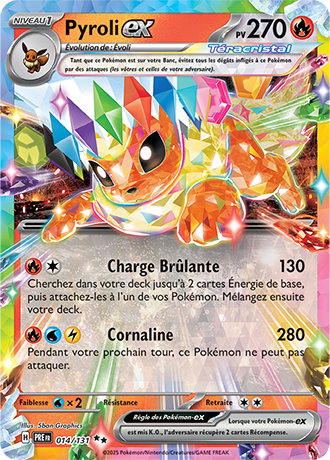 NIVEAU 1
Pyroli ex
PV 270
Évolution de : Évoli
Téracristal
Tant que ce Pokémon est sur votre Banc, évitez tous les dégâts infligés à ce Pokémon
par des attaques (les vôtres et celles de votre adversaire).
Charge Brûlante 130
Cherchez dans votre deck jusqu'à 2 cartes Énergie de base,
puis attachez-les à l'un de vos Pokémon. Mélangez ensuite
votre deck.
Cornaline 280
Pendant votre prochain tour, ce Pokémon ne peut pas
attaquer.
Faiblesse ×2 Résistance Retraite
Illus. 5ban Graphics
Règle des Pokémon-ex
Lorsque votre Pokémon-ex
est mis K.O., l'adversaire récupère 2 cartes Récompense.
H PRE FR 014/131
©2025 Pokémon/Nintendo/Creatures/GAME FREAK